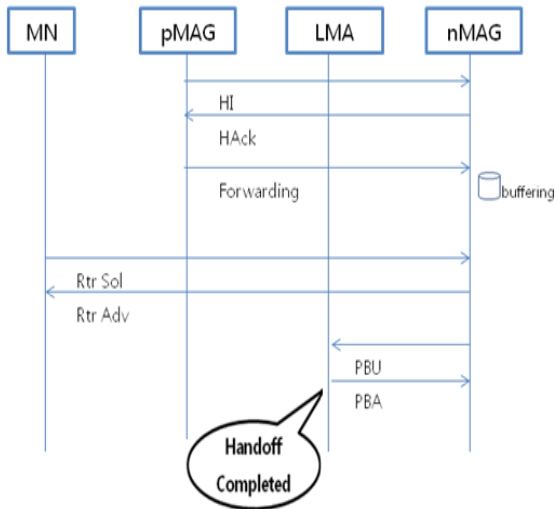 MN
pMAG
LMA
nMAG
HI
HAck
Forwarding
buffering
Rtr Sol
Rtr Adv
PBU
PBA
Handoff
Completed